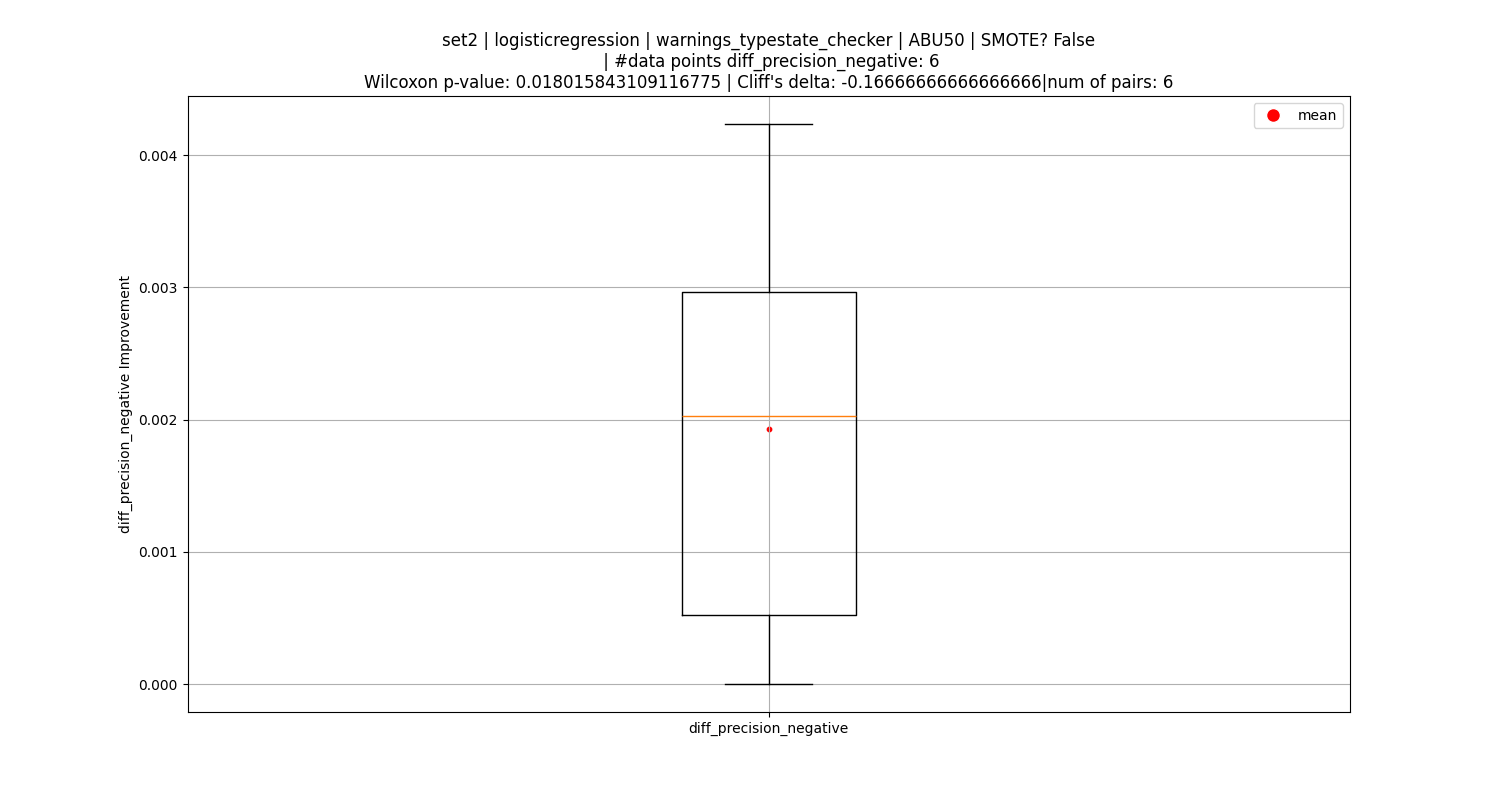 set2 | logisticregression | warnings_typestate_checker | ABU50 | SMOTE? False
| #data points diff_precision_negative: 6
Wilcoxon p-value: 0.018015843109116775 | Cliff's delta: -0.16666666666666666|num of pairs: 6
mean
0.004
0.003
0.002
0.001
0.000
diff_precision_negative Improvement
diff_precision_negative